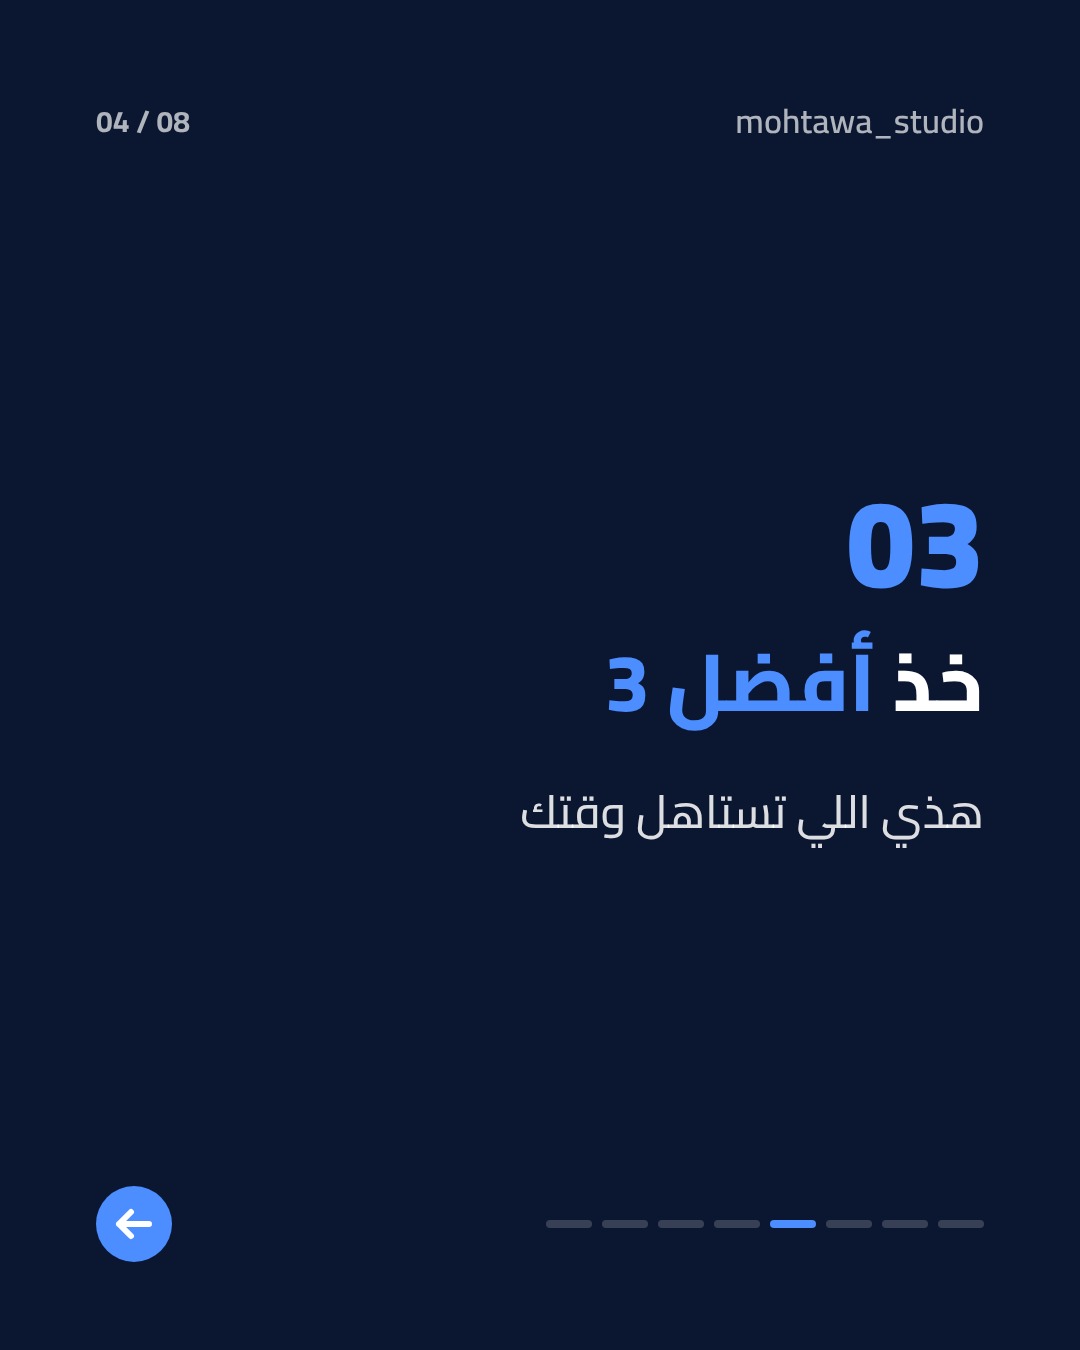 mohtawa_studio
04 / 08
03
خذ أفضل 3
هذي اللي تستاهل وقتك